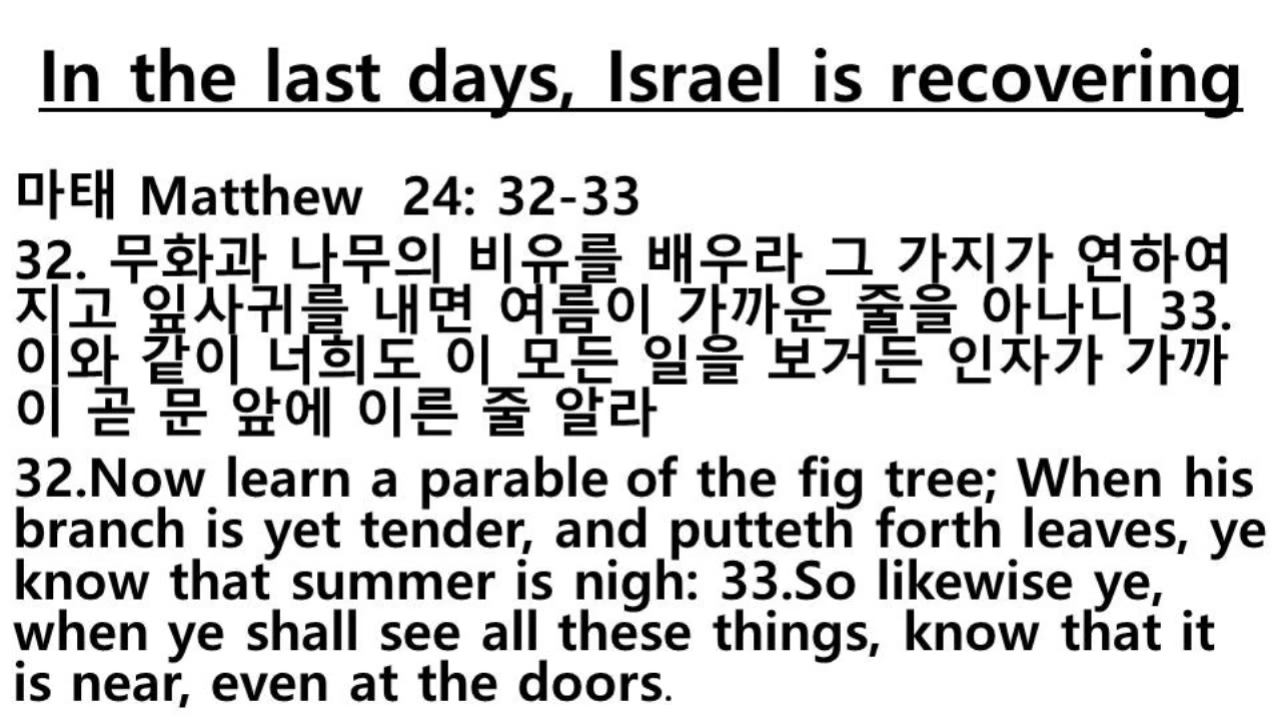 In the last days, Israel is recovering
마태 Matthew 24: 32-33
32. 무화과 나무의 비유를 배우라 그 가지가 연하여
지고 잎사귀를 내면 여름이 가까운 줄을 아나니 33.
이와 같이 너희도 이 모든 일을 보거든 인자가 가까
이 곧 문 앞에 이른 줄 알라
32.Now learn a parable of the fig tree; When his
branch is yet tender, and putteth forth leaves, ye
know that summer is nigh: 33.So likewise ye,
when ye shall see all these things, know that it
is near, even at the doors.